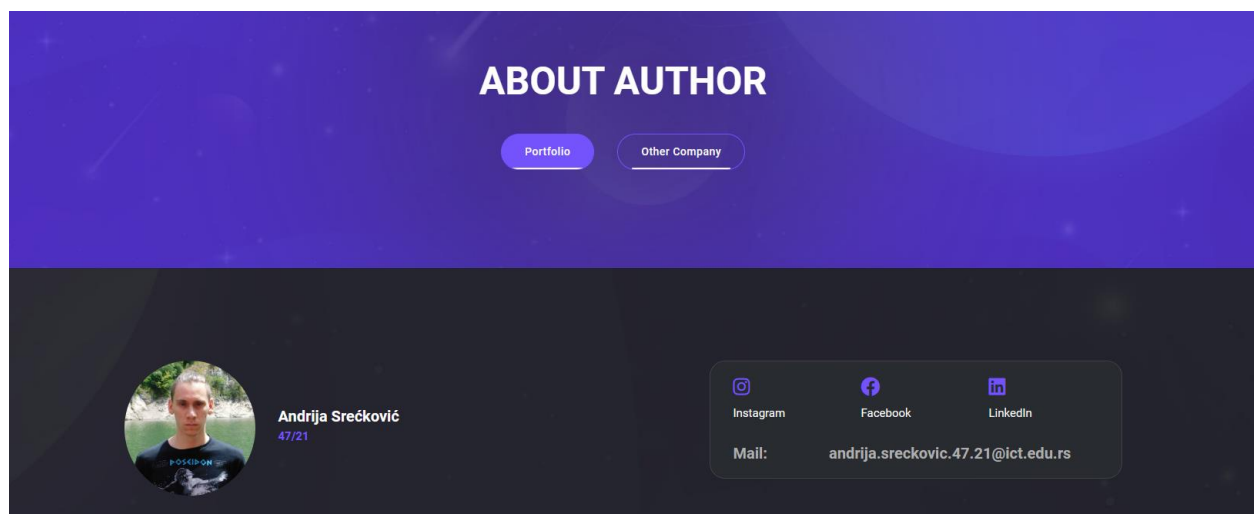 ABOUT AUTHOR
Portfolio Other Company
Andrija Srećković
47/21
POSEIDON
Instagram Facebook LinkedIn
Mail: andrija.sreckovic.47.21@ict.edu.rs